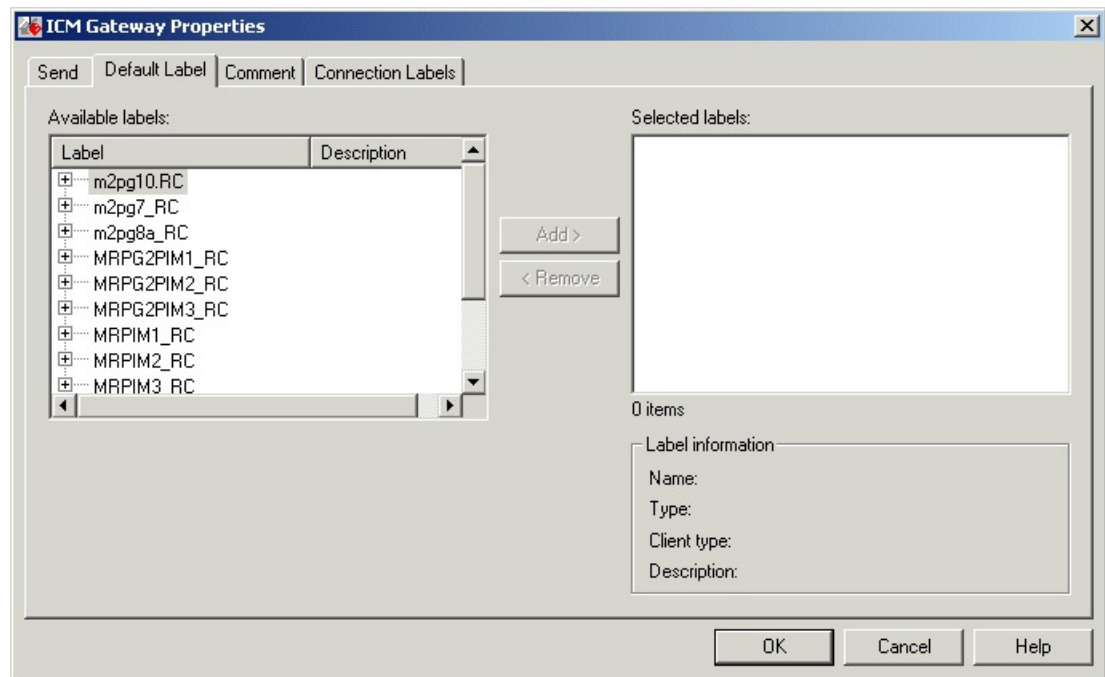 ICM Gateway Properties
Send Default Label Comment Connection Labels
Available labels:
Label Description
m2pg10.RC
m2pg7_RC
m2pg8a_RC
MRPG2PIM1_RC
MRPG2PIM2_RC
MRPG2PIM3_RC
MRPIM1_RC
MRPIM2_RC
MRPIM3_RC
Add >
< Remove
Selected labels:
0 items
Label information
Name:
Type:
Client type:
Description:
OK Cancel Help